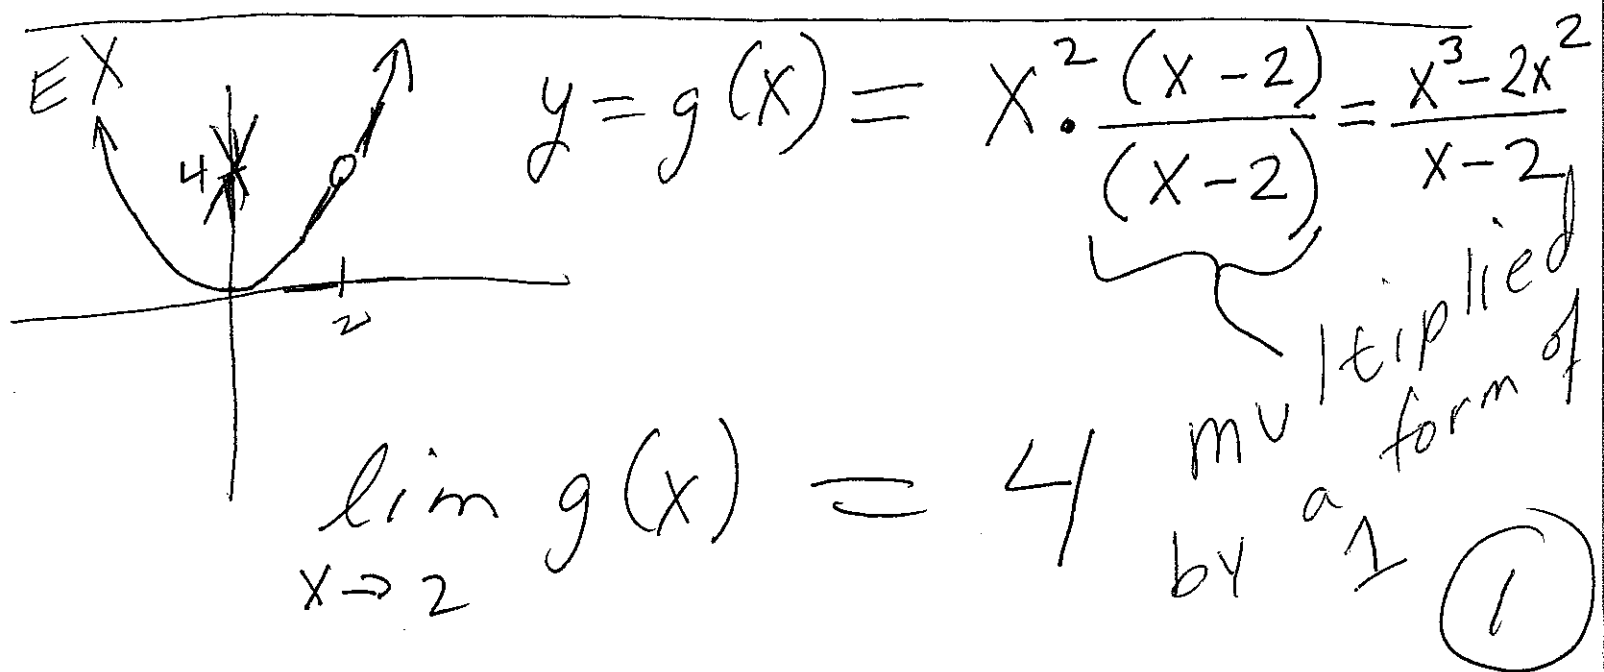 EX
y = g(x) = x² · (x - 2)/(x - 2) = (x³ - 2x²)/(x - 2)
4
2
multiplied
by a form of
1
lim g(x) = 4
x → 2
1